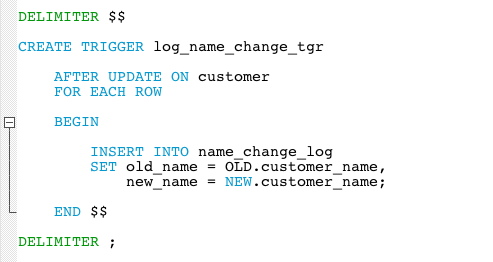 DELIMITER $$
CREATE TRIGGER log_name_change_tgr
AFTER UPDATE ON customer
FOR EACH ROW
BEGIN
INSERT INTO name_change_log
SET old_name = OLD.customer_name,
new_name = NEW.customer_name;
END $$
DELIMITER ;